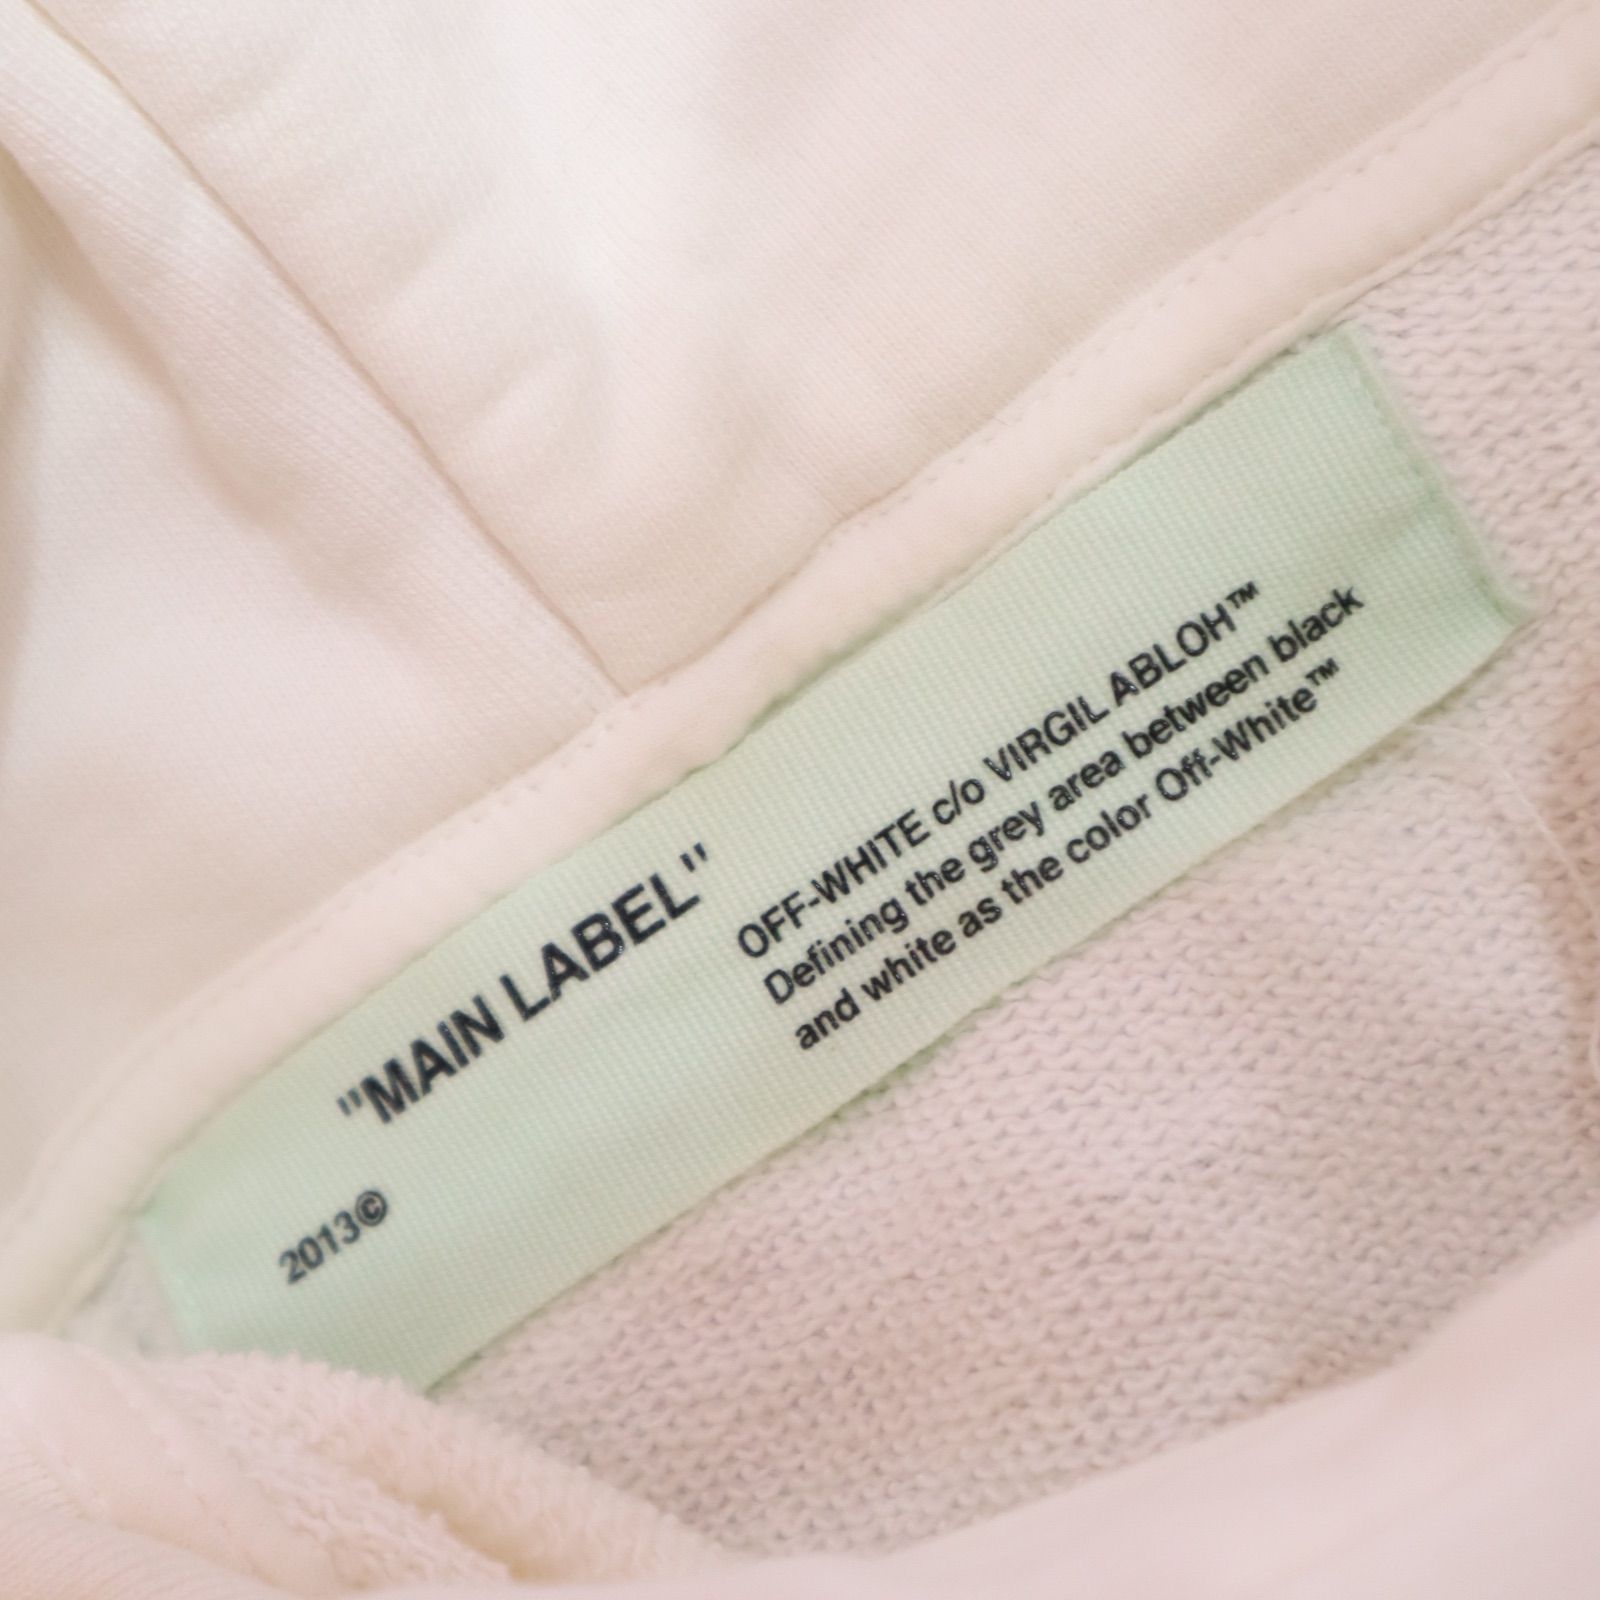 "MAIN LABEL"
2013©
OFF-WHITE c/o VIRGIL ABLOH™
Defining the grey area between black
and white as the color Off-White™